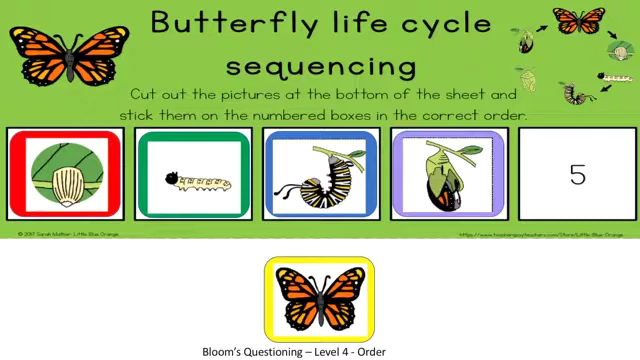 Butterfly life cycle
sequencing
Cut out the pictures at the bottom of the sheet and
stick them on the numbered boxes in the correct order.
5
© 2017 Sarah Mather: Little Blue Orange
https://www.teacherspayteachers.com/Store/Little-Blue-Orange
Bloom's Questioning – Level 4 - Order